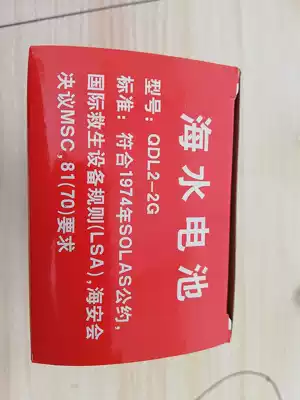 海水电池
型号：QDL2-2G
标准：符合1974年SOLAS公约，
国际救生设备规则(LSA)，海安会
决议MSC，81(70)要求